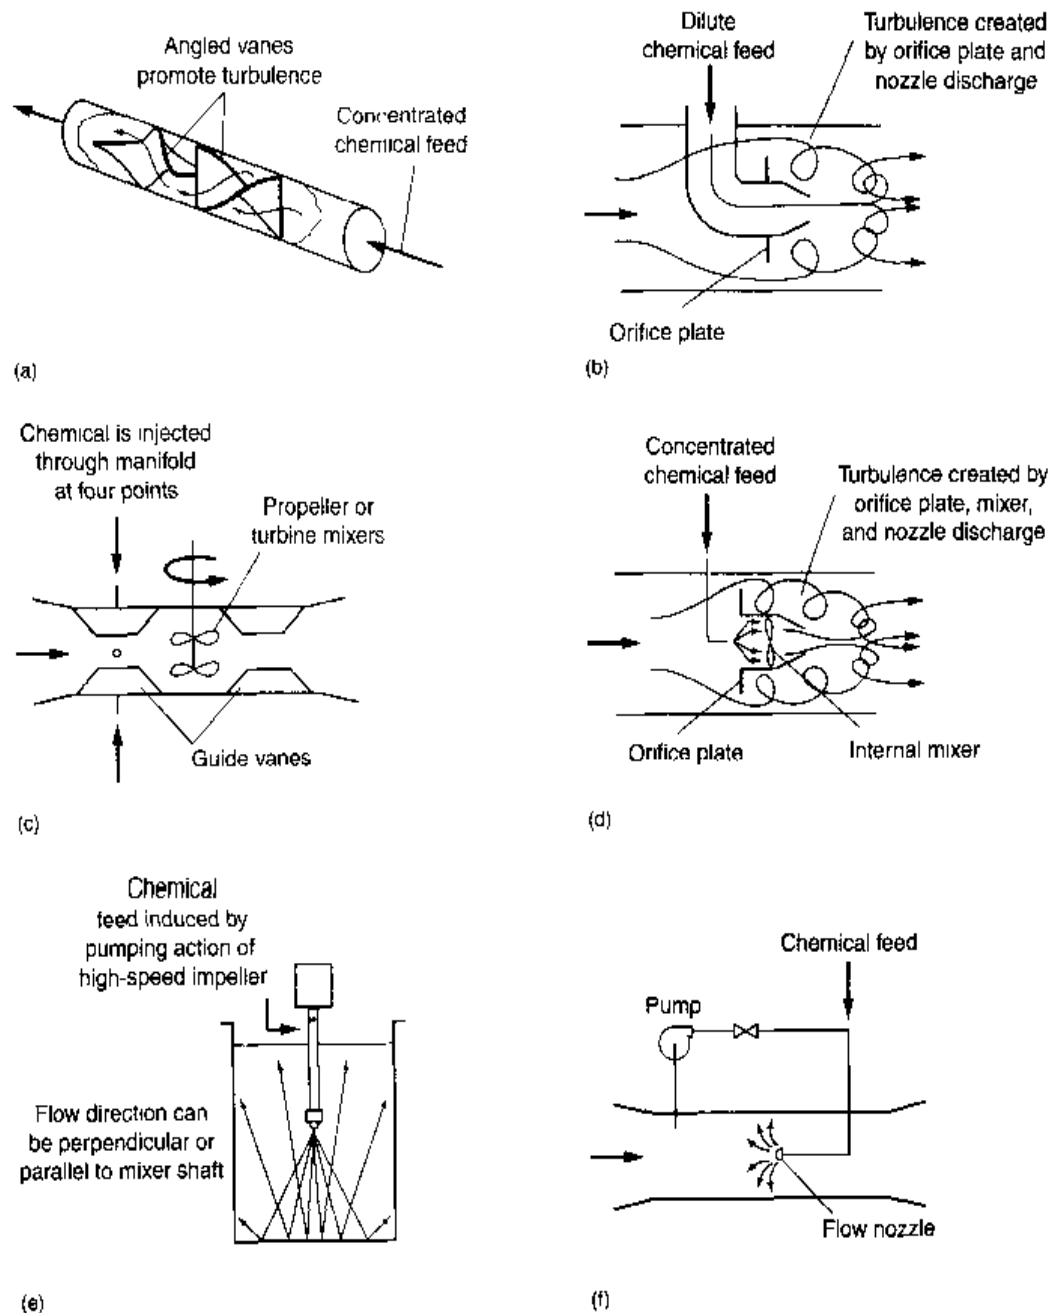 Angled vanes
promote turbulence
Concentrated
chemical feed
(a)
Dilute
chemical feed
Turbulence created
by orifice plate and
nozzle discharge
Orifice plate
(b)
Chemical is injected
through manifold
at four points
Propeller or
turbine mixers
Guide vanes
(c)
Concentrated
chemical feed
Turbulence created by
orifice plate, mixer,
and nozzle discharge
Orifice plate
Internal mixer
(d)
Chemical
feed induced by
pumping action of
high-speed impeller
Flow direction can
be perpendicular or
parallel to mixer shaft
(e)
Chemical feed
Pump
Flow nozzle
(f)